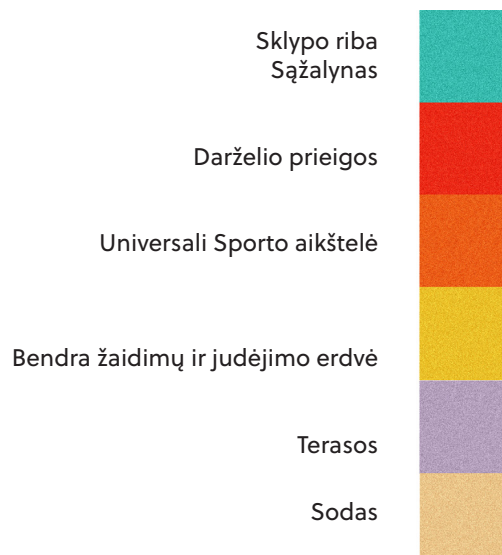 Sklypo riba
Sąžalynas
Darželio prieigos
Universali Sporto aikštelė
Bendra žaidimų ir judėjimo erdvė
Terasos
Sodas